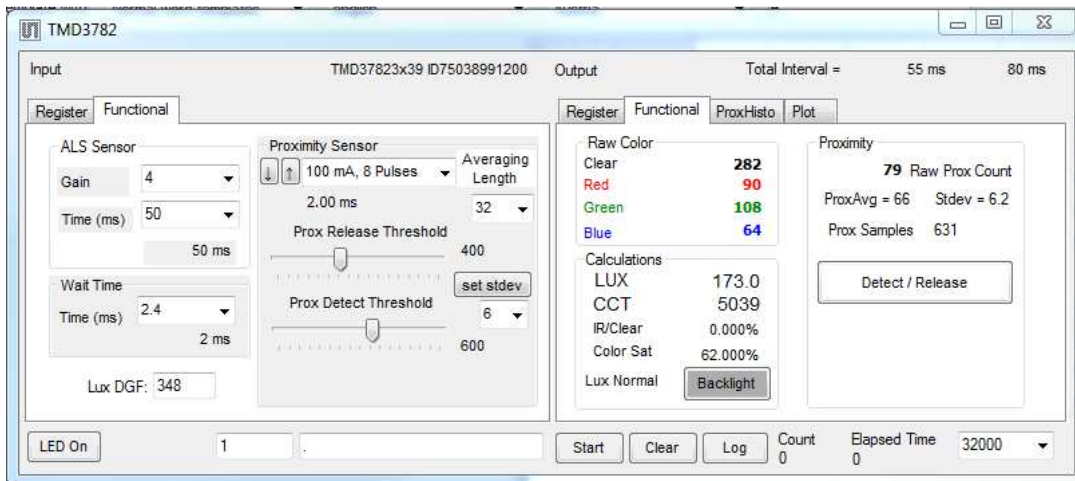 TMD3782
Input
TMD37823x39 ID75038991200
Output
Total Interval =
55 ms
80 ms
Register
Functional
ALS Sensor
Gain
4
Time (ms)
50
50 ms
Wait Time
Time (ms)
2.4
2 ms
Lux DGF:
348
Proximity Sensor
↓
↑
100 mA, 8 Pulses
2.00 ms
Averaging
Length
32
Prox Release Threshold
400
set stdev
Prox Detect Threshold
6
600
LED On
1
.
Register
Functional
ProxHisto
Plot
Raw Color
Clear
282
Red
90
Green
108
Blue
64
Calculations
LUX
173.0
CCT
5039
IR/Clear
0.000%
Color Sat
62.000%
Lux Normal
Backlight
Proximity
79 Raw Prox Count
ProxAvg = 66
Stdev = 6.2
Prox Samples
631
Detect / Release
Start
Clear
Log
Count
0
Elapsed Time
0
32000